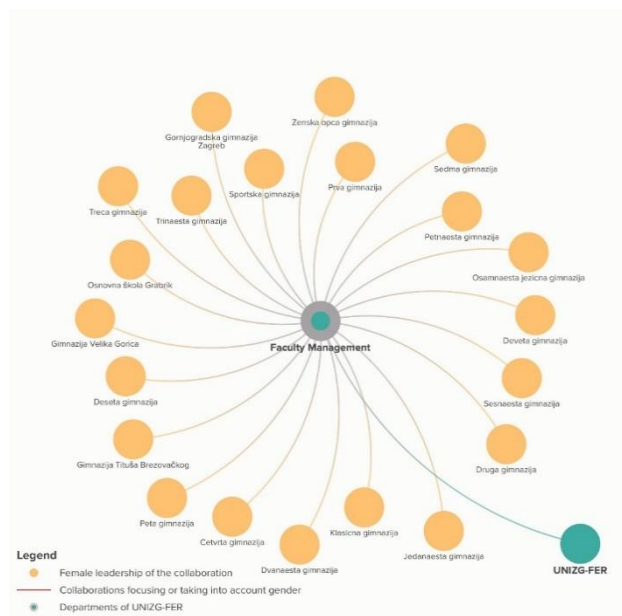 Zenska opca gimnazija
Gornjogradska gimnazija
Zagreb
Sedma gimnazija
Prva gimnazija
Sportska gimnazija
Treca gimnazija
Trinaesta gimnazija
Petnaesta gimnazija
Osamnaesta jezicna gimnazija
Osnovna škola Grabrik
Gimnazija Velika Gorica
Deveta gimnazija
Faculty Management
Deseta gimnazija
Sesnaesta gimnazija
Gimnazija Tituša Brezovačkog
Druga gimnazija
Peta gimnazija
Cetvrta gimnazija
Klasicna gimnazija
Jedanaesta gimnazija
Dvanaesta gimnazija
UNIZG-FER
Legend
Female leadership of the collaboration
Collaborations focusing or taking into account gender
Departments of UNIZG-FER